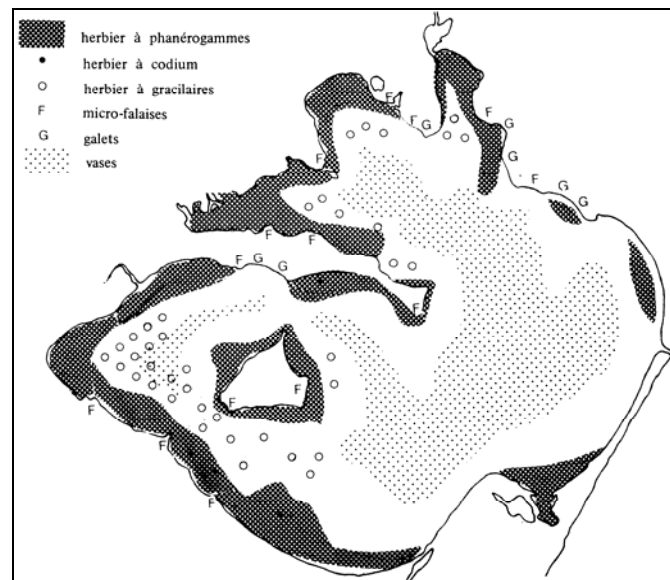 herbier à phanérogammes
herbier à codium
herbier à gracilaires
F micro-falaises
G galets
vases
F
F G
F
G
F
G
F
G
G
F
F
F
G
G
F
F
F
F
F
F